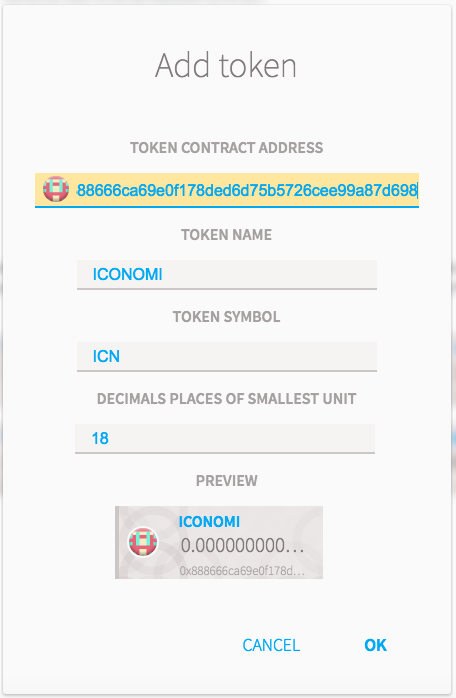 Add token
TOKEN CONTRACT ADDRESS
88666ca69e0f178ded6d75b5726cee99a87d698
TOKEN NAME
ICONOMI
TOKEN SYMBOL
ICN
DECIMALS PLACES OF SMALLEST UNIT
18
PREVIEW
ICONOMI
0.000000000…
0x888666ca69e0f178d…
CANCEL OK